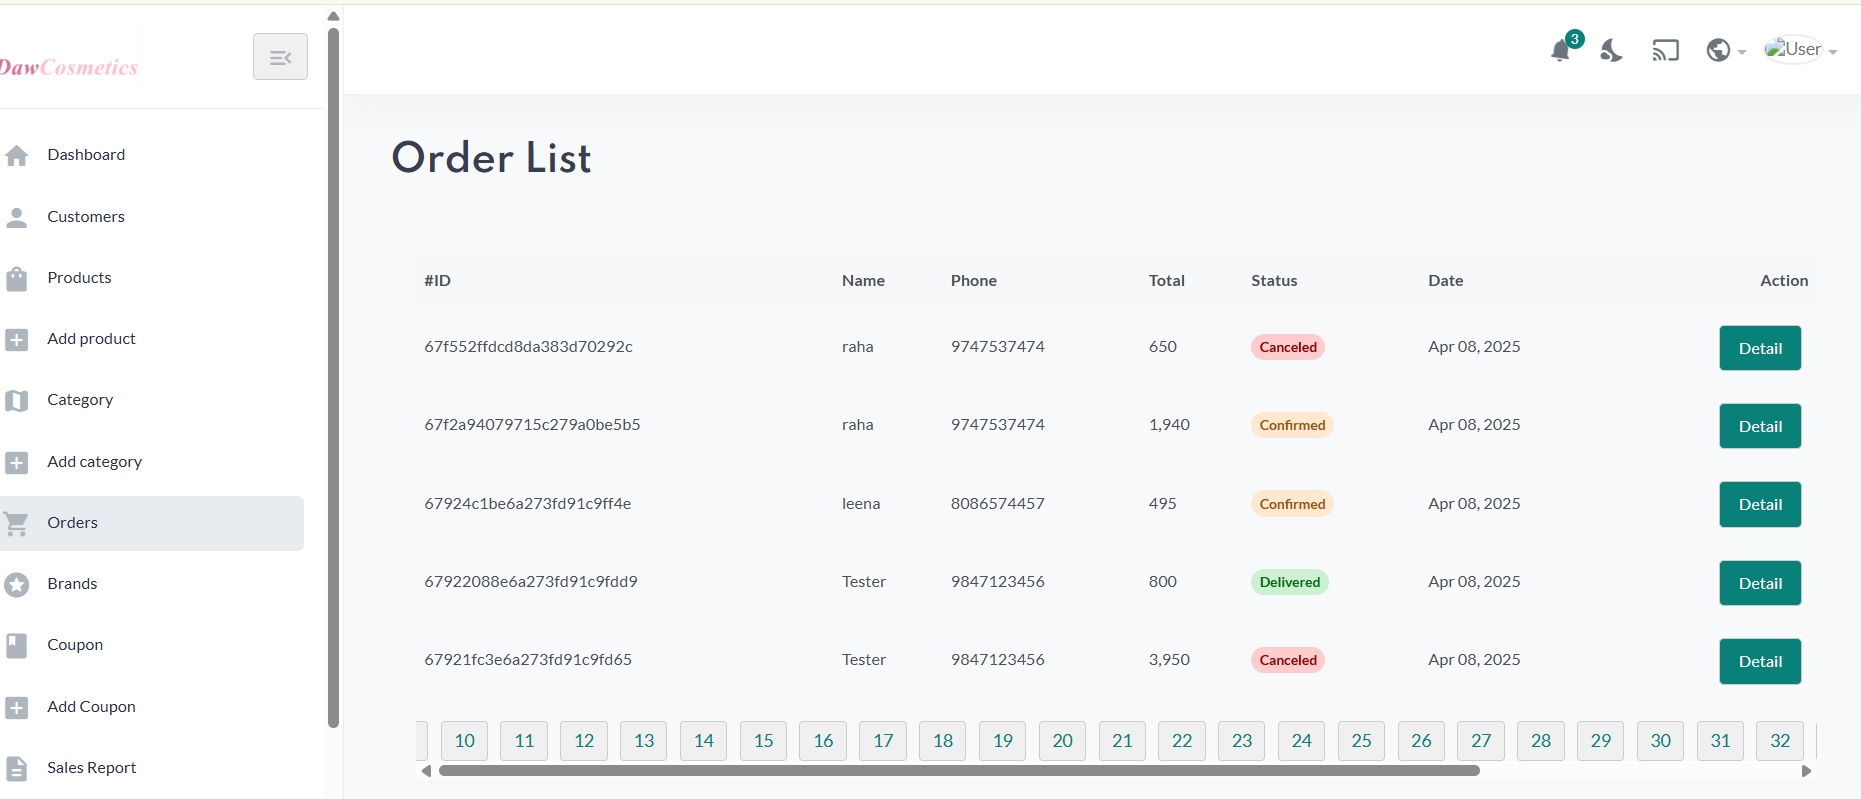 DawCosmetics
3
User
Dashboard
Customers
Products
Add product
Category
Add category
Orders
Brands
Coupon
Add Coupon
Sales Report
Order List
#ID Name Phone Total Status Date Action
67f552ffdcd8da383d70292c raha 9747537474 650 Canceled Apr 08, 2025 Detail
67f2a94079715c279a0be5b5 raha 9747537474 1,940 Confirmed Apr 08, 2025 Detail
67924c1be6a273fd91c9ff4e leena 8086574457 495 Confirmed Apr 08, 2025 Detail
67922088e6a273fd91c9fdd9 Tester 9847123456 800 Delivered Apr 08, 2025 Detail
67921fc3e6a273fd91c9fd65 Tester 9847123456 3,950 Canceled Apr 08, 2025 Detail
10 11 12 13 14 15 16 17 18 19 20 21 22 23 24 25 26 27 28 29 30 31 32